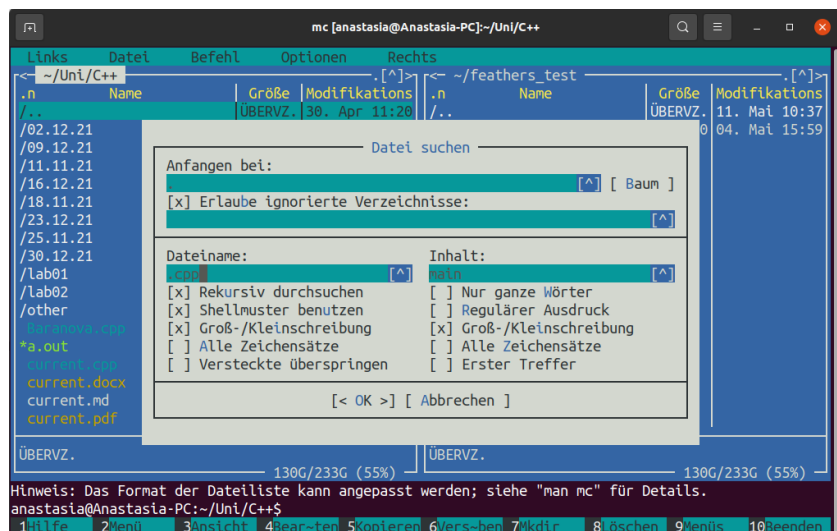 mc [anastasia@Anastasia-PC]:~/Uni/C++
Links Datei Befehl Optionen Rechts
<- ~/Uni/C++ .[^]> <- ~/feathers_test .[^]>
.n Name Größe Modifikations .n Name Größe Modifikations
/.. ÜBERVZ. 30. Apr 11:20 /.. ÜBERVZ. 11. Mai 10:37
/02.12.21 0 04. Mai 15:59
/09.12.21 Datei suchen
/11.11.21 Anfangen bei:
/16.12.21 . [^] [ Baum ]
/18.11.21 [x] Erlaube ignorierte Verzeichnisse:
/23.12.21 [^]
/25.11.21
/30.12.21 Dateiname: Inhalt:
/lab01 .cpp [^] main [^]
/lab02 [x] Rekursiv durchsuchen [ ] Nur ganze Wörter
/other [x] Shellmuster benutzen [ ] Regulärer Ausdruck
Baranova.cpp [x] Groß-/Kleinschreibung [x] Groß-/Kleinschreibung
*a.out [ ] Alle Zeichensätze [ ] Alle Zeichensätze
current.cpp [ ] Versteckte überspringen [ ] Erster Treffer
current.docx
current.md [< OK >] [ Abbrechen ]
current.pdf
ÜBERVZ. ÜBERVZ.
130G/233G (55%) 130G/233G (55%)
Hinweis: Das Format der Dateiliste kann angepasst werden; siehe "man mc" für Details.
anastasia@Anastasia-PC:~/Uni/C++$
1Hilfe 2Menü 3Ansicht 4Bear~ten 5Kopieren 6Vers~ben 7Mkdir 8Löschen 9Menüs 10Beenden